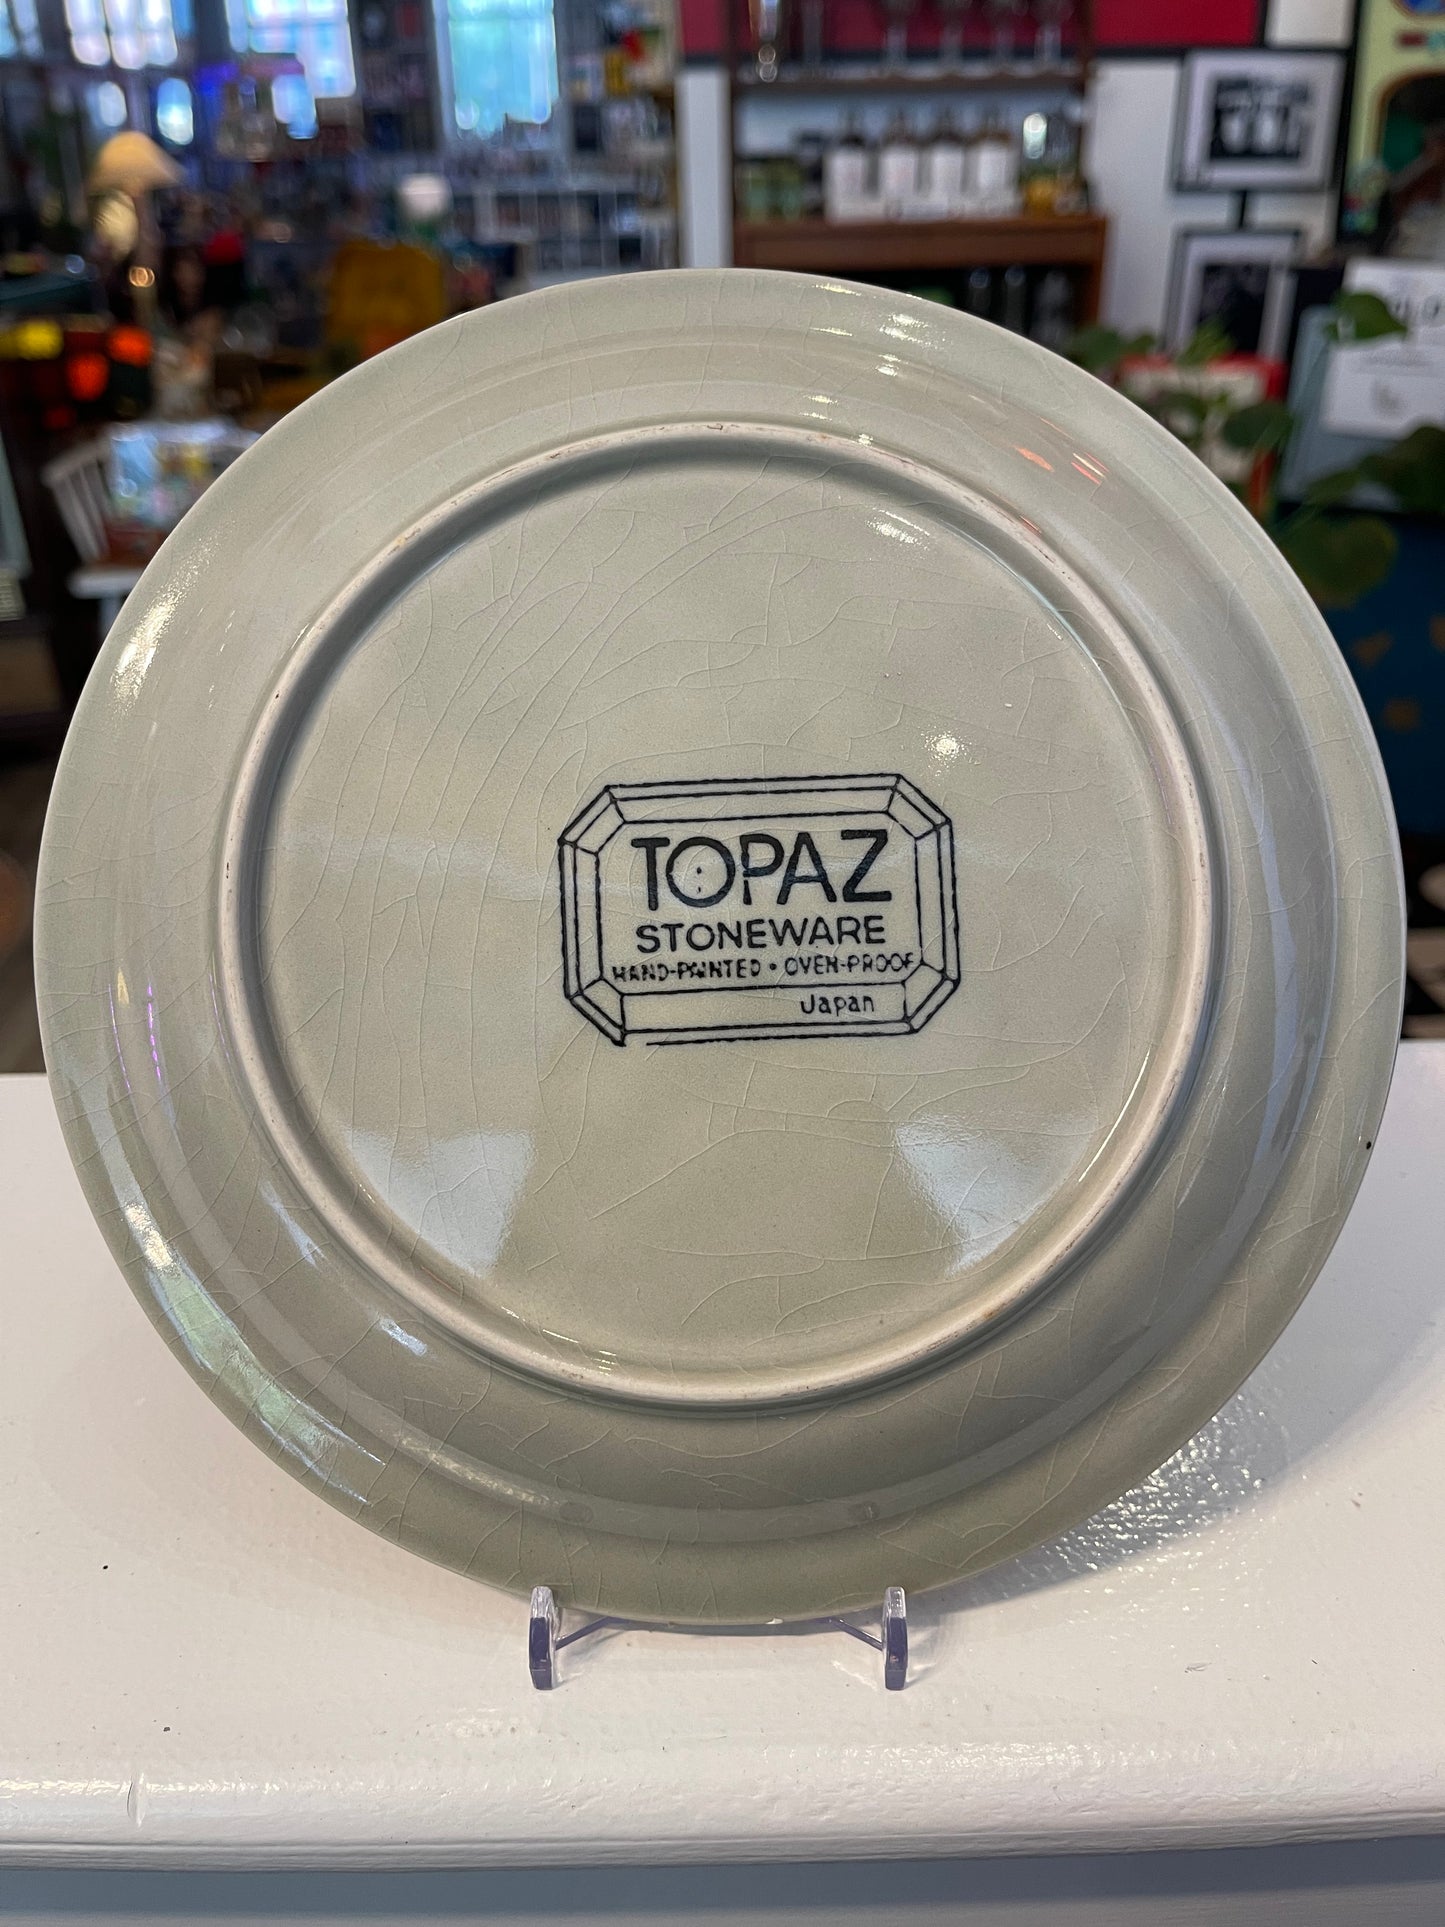 TOPAZ
STONEWARE
HAND-PAINTED • OVEN-PROOF
Japan